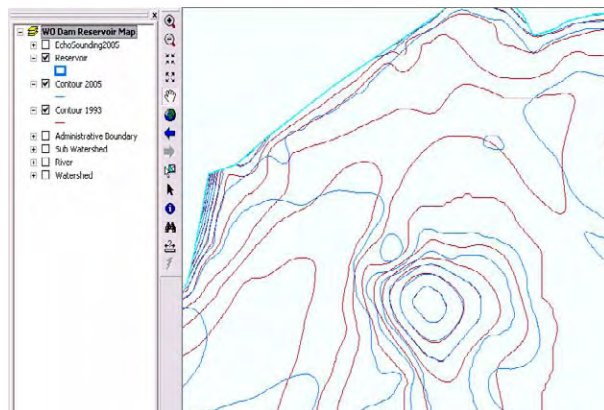 WO Dam Reservoir Map
EchoSounding2005
Reservoir
Contour 2005
Contour 1993
Administrative Boundary
Sub Watershed
River
Watershed